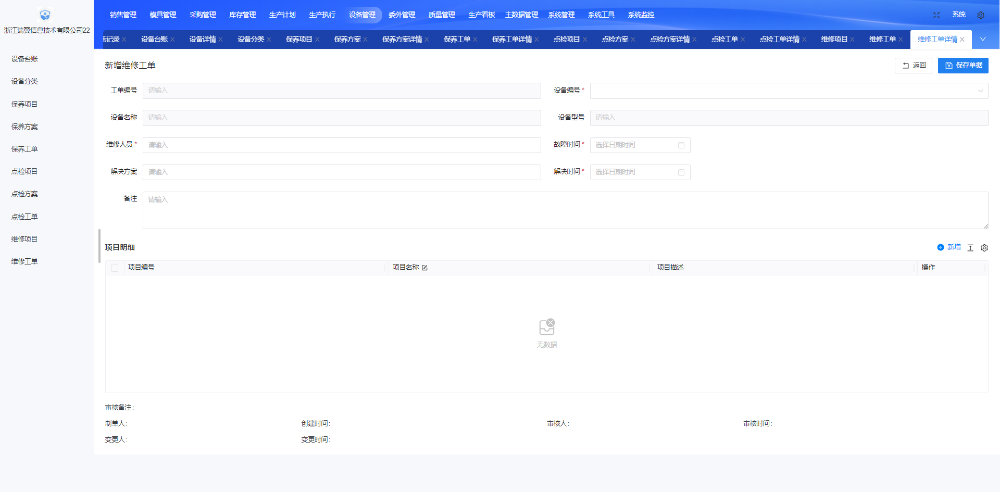 浙江瑞翼信息技术有限公司22
销售管理 模具管理 采购管理 库存管理 生产计划 生产执行 设备管理 委外管理 质量管理 生产看板 主数据管理 系统管理 系统工具 系统监控 系统
记录 设备台账 设备详情 设备分类 保养项目 保养方案 保养方案详情 保养工单 保养工单详情 点检项目 点检方案 点检方案详情 点检工单 点检工单详情 维修项目 维修工单 维修工单详情
设备台账
设备分类
保养项目
保养方案
保养工单
点检项目
点检方案
点检工单
维修项目
维修工单
新增维修工单 返回 保存单据
工单编号 请输入 设备编号 *
设备名称 请输入 设备型号 请输入
维修人员 * 请输入 故障时间 * 选择日期时间
解决方案 请输入 解决时间 * 选择日期时间
备注 请输入
项目明细 新增
项目编号 项目名称 项目描述 操作
无数据
审核备注:
制单人: 创建时间: 审核人: 审核时间:
变更人: 变更时间: